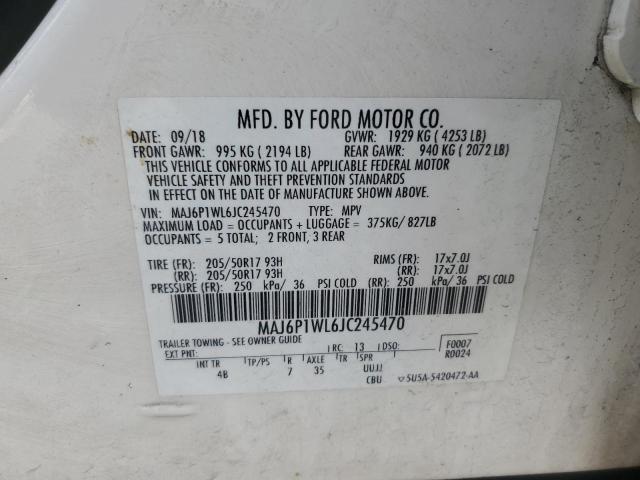 MFD. BY FORD MOTOR CO.
DATE: 09/18 GVWR: 1929 KG ( 4253 LB)
FRONT GAWR: 995 KG ( 2194 LB) REAR GAWR: 940 KG ( 2072 LB)
THIS VEHICLE CONFORMS TO ALL APPLICABLE FEDERAL MOTOR
VEHICLE SAFETY AND THEFT PREVENTION STANDARDS
IN EFFECT ON THE DATE OF MANUFACTURE SHOWN ABOVE.
VIN: MAJ6P1WL6JC245470 TYPE: MPV
MAXIMUM LOAD = OCCUPANTS + LUGGAGE = 375KG/ 827LB
OCCUPANTS = 5 TOTAL; 2 FRONT, 3 REAR
TIRE (FR): 205/50R17 93H RIMS (FR): 17x7.0J
(RR): 205/50R17 93H (RR): 17x7.0J
PRESSURE (FR): 250 kPa/ 36 PSI COLD (RR): 250 kPa/ 36 PSI COLD
MAJ6P1WL6JC245470
TRAILER TOWING - SEE OWNER GUIDE
EXT PNT: RC: 13 DSO: F0007
R0024
INT TR TP/PS R AXLE TR SPR
4B 7 35 UUJJ
CBU 5U5A-5420472-AA